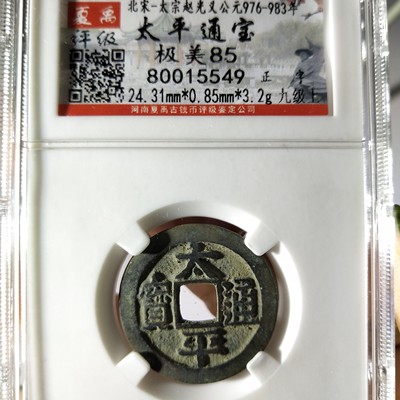 夏禹
评级
北宋-太宗赵光义公元976-983年
太平通宝
极美85
80015549 正字
24.31mm*0.85mm*3.2g 九级上
河南夏禹古钱币评级鉴定公司
太平通寳